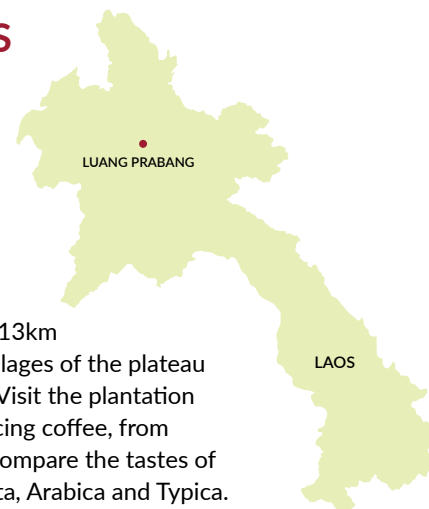 S
LUANG PRABANG
13km
LAOS
lages of the plateau
Visit the plantation
cing coffee, from
ompare the tastes of
ta, Arabica and Typica.